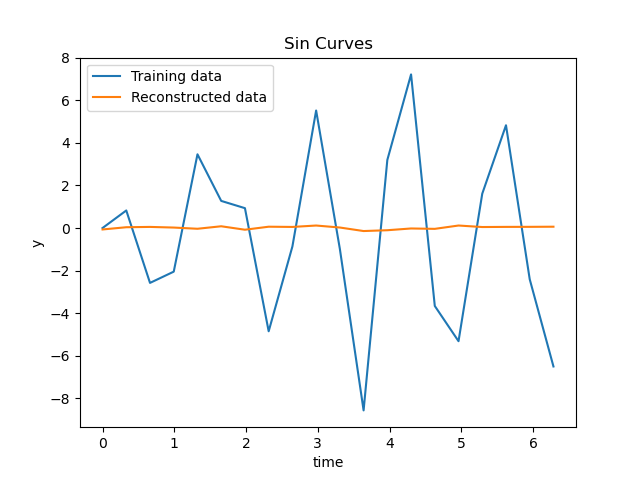 Sin Curves
Training data
Reconstructed data
8
6
4
2
0
−2
−4
−6
−8
y
0 1 2 3 4 5 6
time